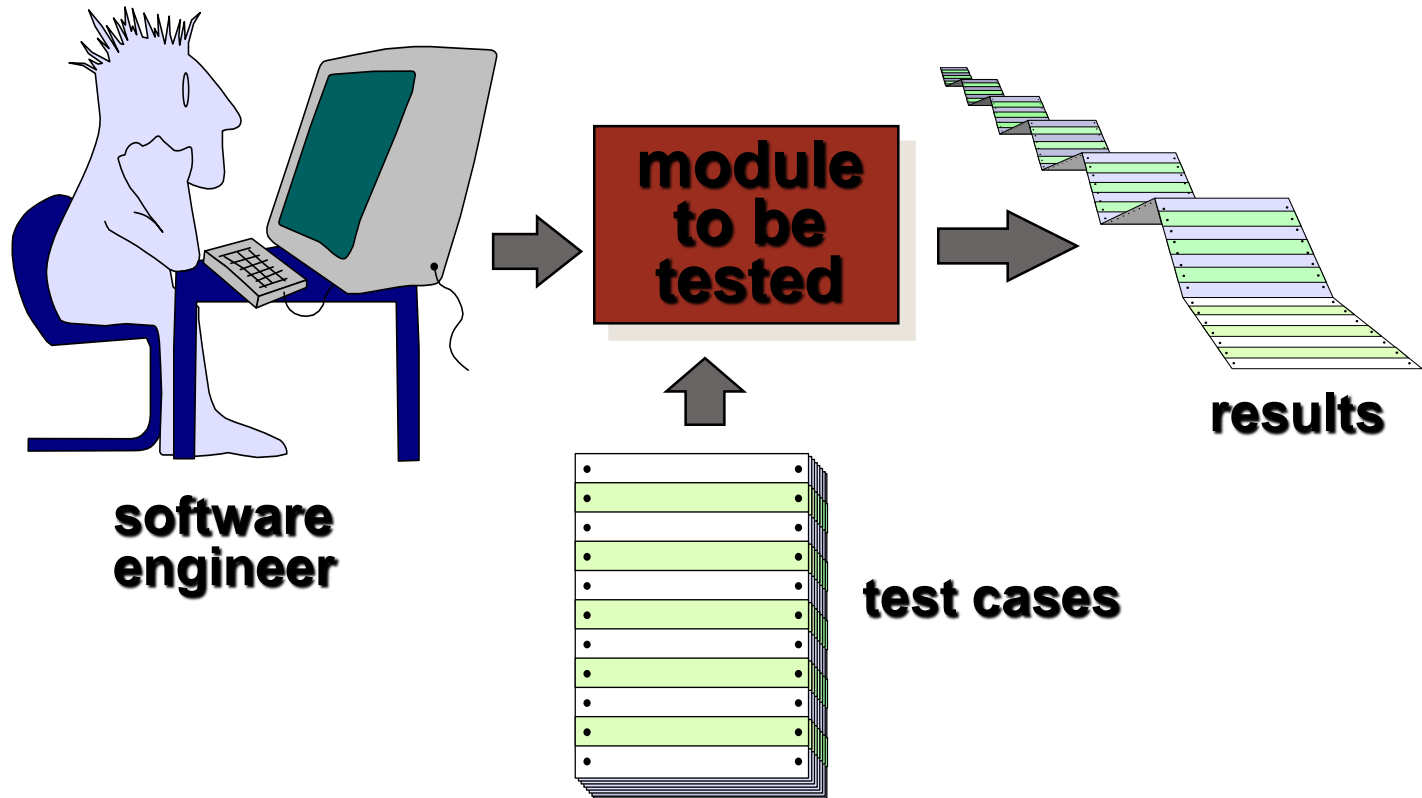 module
to be
tested
results
software
engineer
test cases